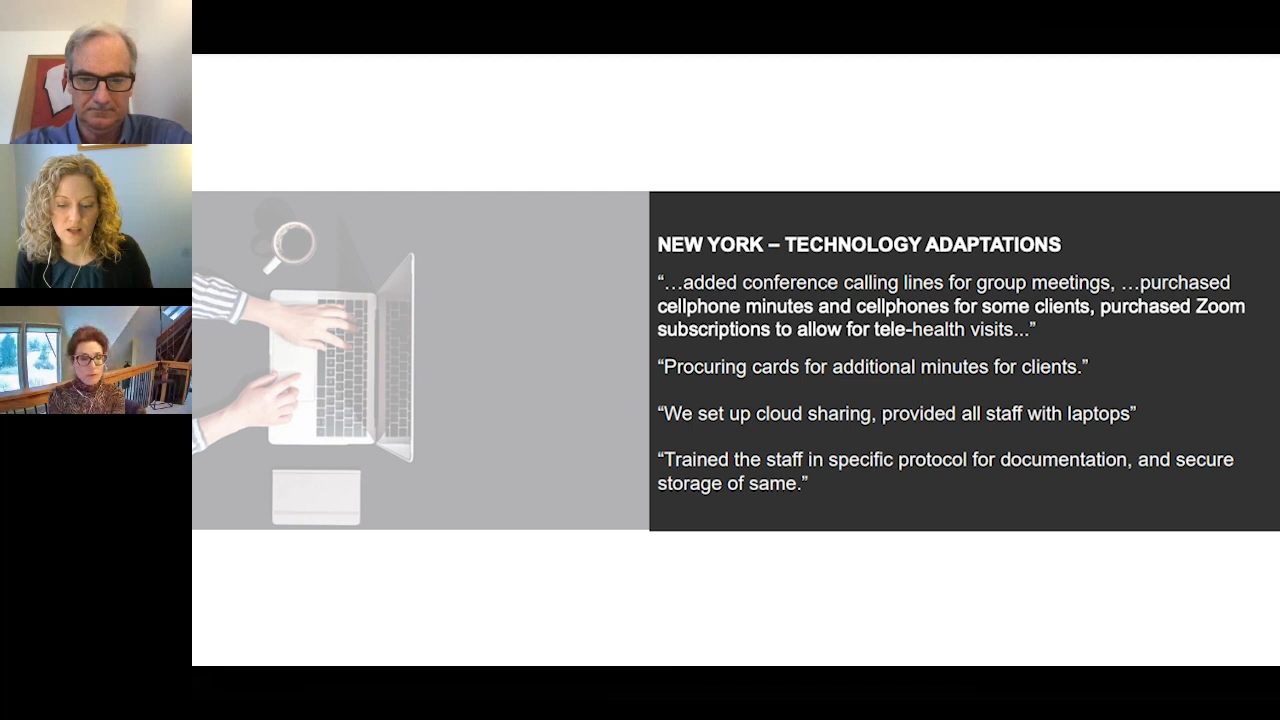 NEW YORK – TECHNOLOGY ADAPTATIONS
“…added conference calling lines for group meetings, …purchased
cellphone minutes and cellphones for some clients, purchased Zoom
subscriptions to allow for tele-health visits...”
“Procuring cards for additional minutes for clients.”
“We set up cloud sharing, provided all staff with laptops”
“Trained the staff in specific protocol for documentation, and secure
storage of same.”